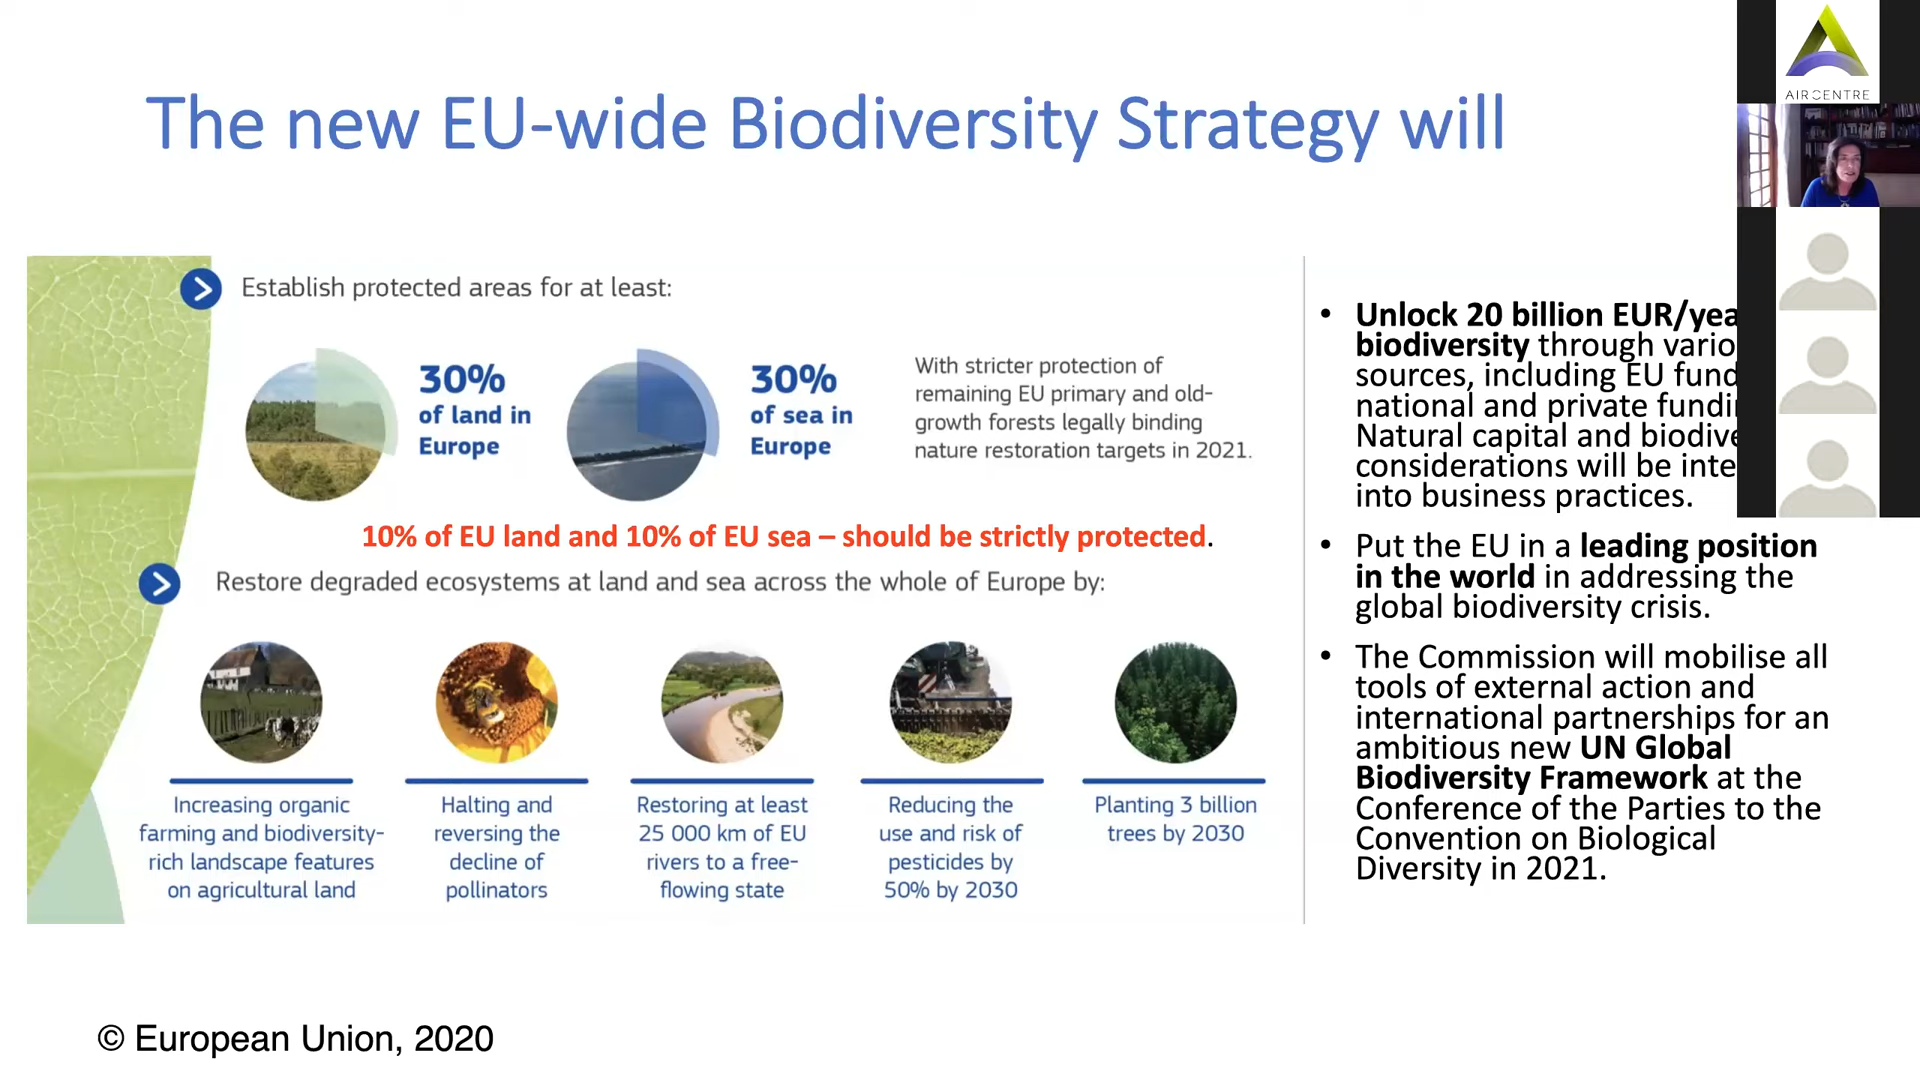 The new EU-wide Biodiversity Strategy will
AIRCENTRE
Establish protected areas for at least:
30%
of land in
Europe
30%
of sea in
Europe
With stricter protection of
remaining EU primary and old-
growth forests legally binding
nature restoration targets in 2021.
10% of EU land and 10% of EU sea – should be strictly protected.
Restore degraded ecosystems at land and sea across the whole of Europe by:
Increasing organic
farming and biodiversity-
rich landscape features
on agricultural land
Halting and
reversing the
decline of
pollinators
Restoring at least
25 000 km of EU
rivers to a free-
flowing state
Reducing the
use and risk of
pesticides by
50% by 2030
Planting 3 billion
trees by 2030
• Unlock 20 billion EUR/yea
biodiversity through vario
sources, including EU fund
national and private fundi
Natural capital and biodive
considerations will be inte
into business practices.
• Put the EU in a leading position
in the world in addressing the
global biodiversity crisis.
• The Commission will mobilise all
tools of external action and
international partnerships for an
ambitious new UN Global
Biodiversity Framework at the
Conference of the Parties to the
Convention on Biological
Diversity in 2021.
© European Union, 2020